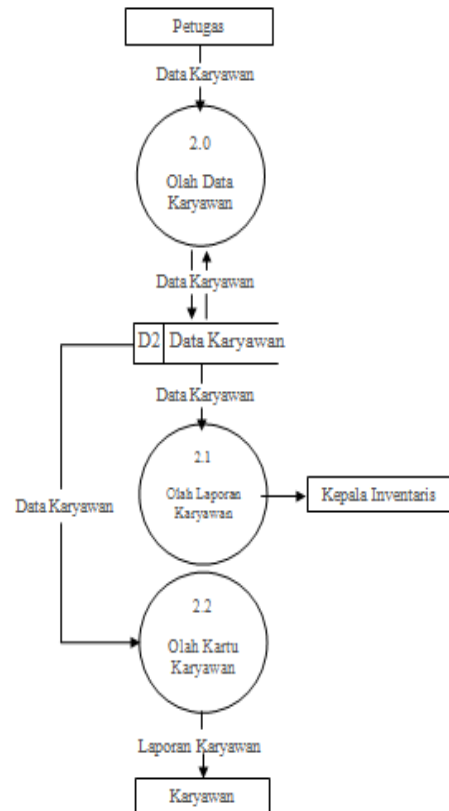 Petugas
Data Karyawan
2.0
Olah Data
Karyawan
Data Karyawan
D2 Data Karyawan
Data Karyawan
2.1
Olah Laporan
Karyawan
Kepala Inventaris
Data Karyawan
2.2
Olah Kartu
Karyawan
Laporan Karyawan
Karyawan